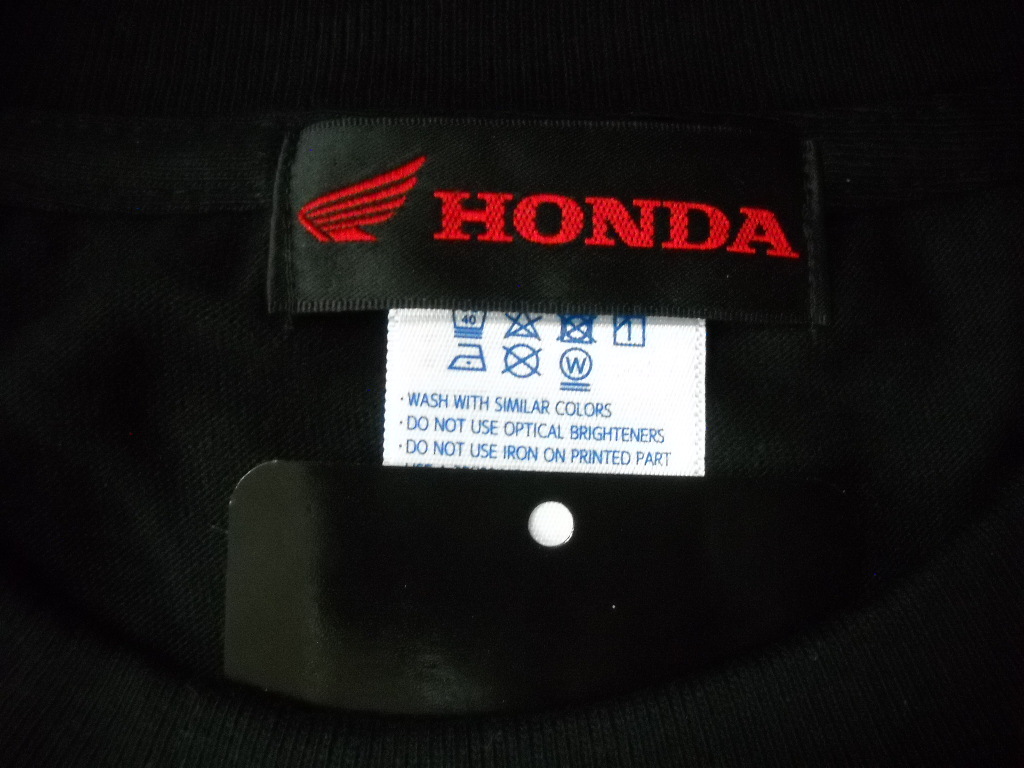 HONDA
40
W
· WASH WITH SIMILAR COLORS
· DO NOT USE OPTICAL BRIGHTENERS
· DO NOT USE IRON ON PRINTED PART